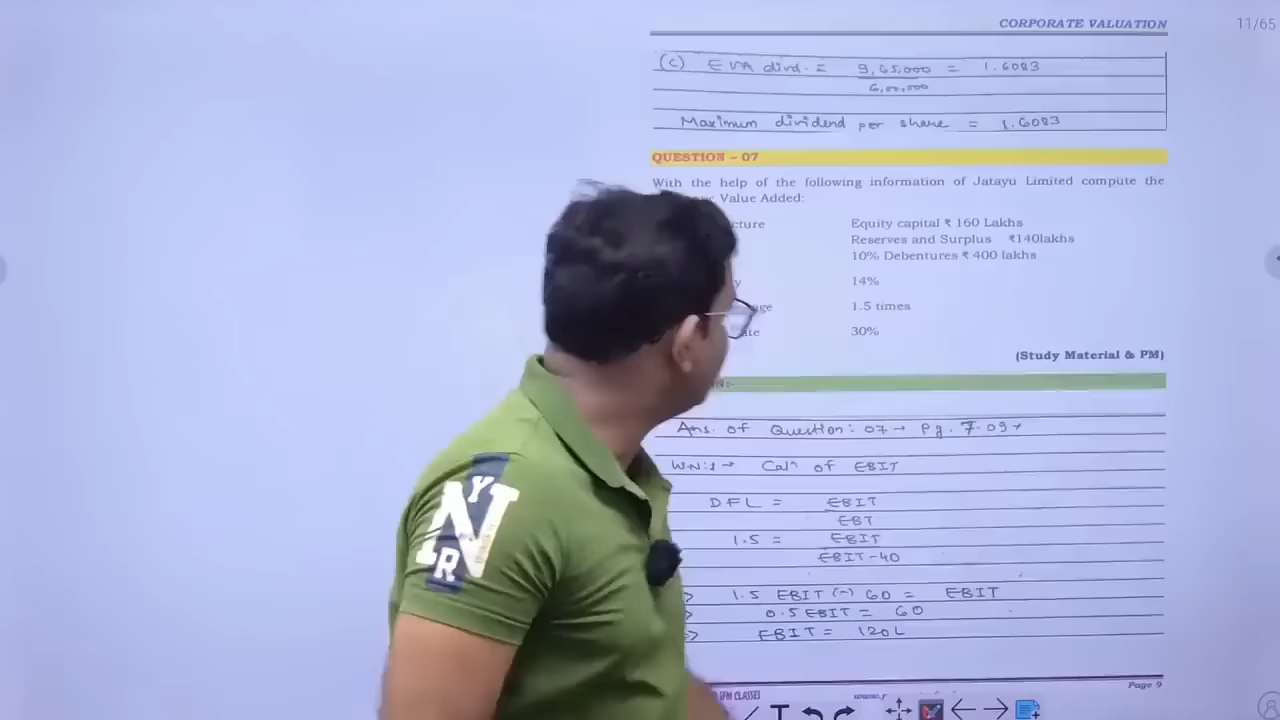 CORPORATE VALUATION
11/65
(C) EVA divd. = 9,65,000 = 1.6083
6,00,000
Maximum dividend per share = 1.6083
QUESTION – 07
With the help of the following information of Jatayu Limited compute the
Value Added:
Equity capital ₹ 160 Lakhs
Reserves and Surplus ₹140lakhs
10% Debentures ₹ 400 lakhs
14%
1.5 times
30%
(Study Material & PM)
Ans. of Question: 07 → Pg. 7.09 →
WN:1 → Calⁿ of EBIT
DFL = EBIT
EBT
1.5 = EBIT
EBIT-40
1.5 EBIT (-) 60 = EBIT
0.5 EBIT = 60
=> EBIT = 120L
Page 9
SFM CLASSES
NY
R